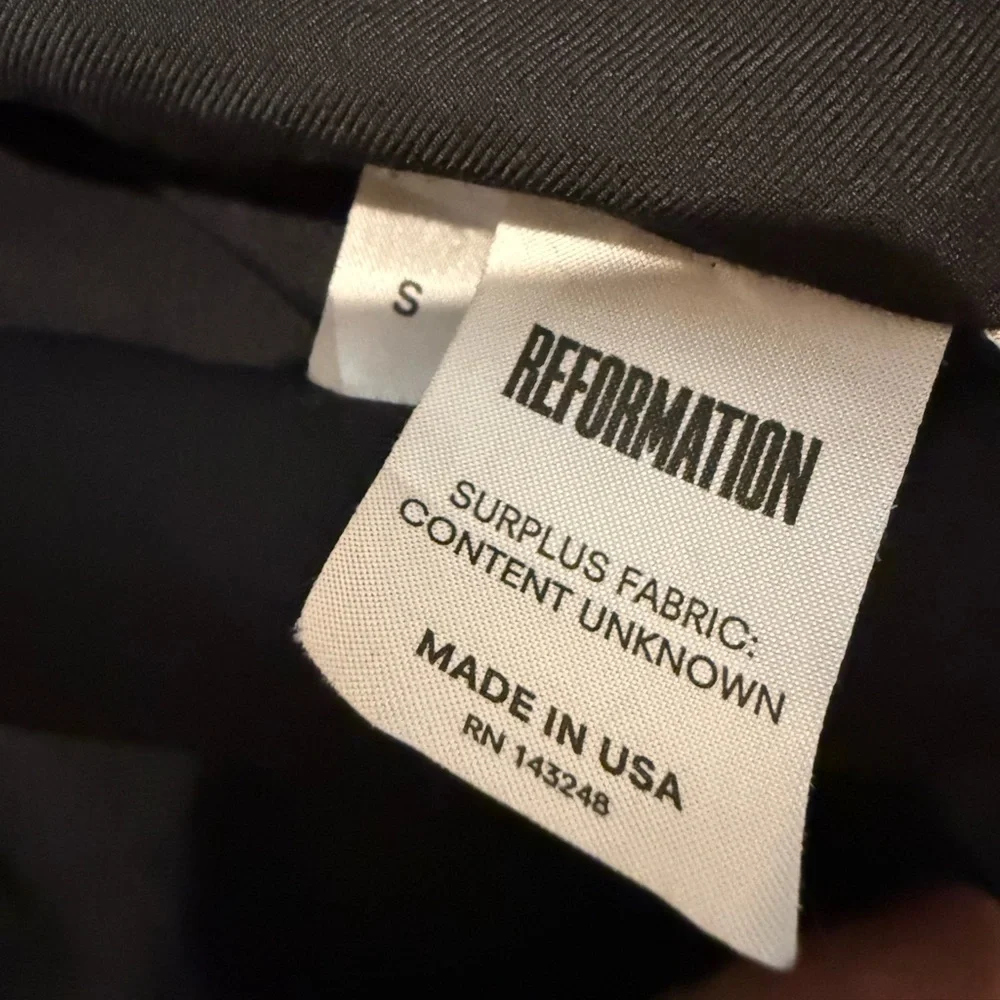 S
REFORMATION
SURPLUS FABRIC:
CONTENT UNKNOWN
MADE IN USA
RN 143248